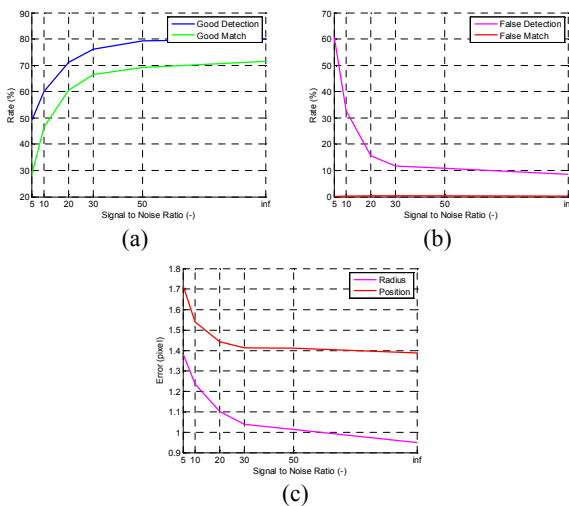 90
80
70
60
50
40
30
20
Rate (%)
5 10 20 30 50 inf
Signal to Noise Ratio (-)
Good Detection
Good Match
(a)
80
70
60
50
40
30
20
10
0
Rate (%)
5 10 20 30 50 inf
Signal to Noise Ratio (-)
False Detection
False Match
(b)
1.8
1.7
1.6
1.5
1.4
1.3
1.2
1.1
1
0.9
Error (pixel)
5 10 20 30 50 inf
Signal to Noise Ratio (-)
Radius
Position
(c)